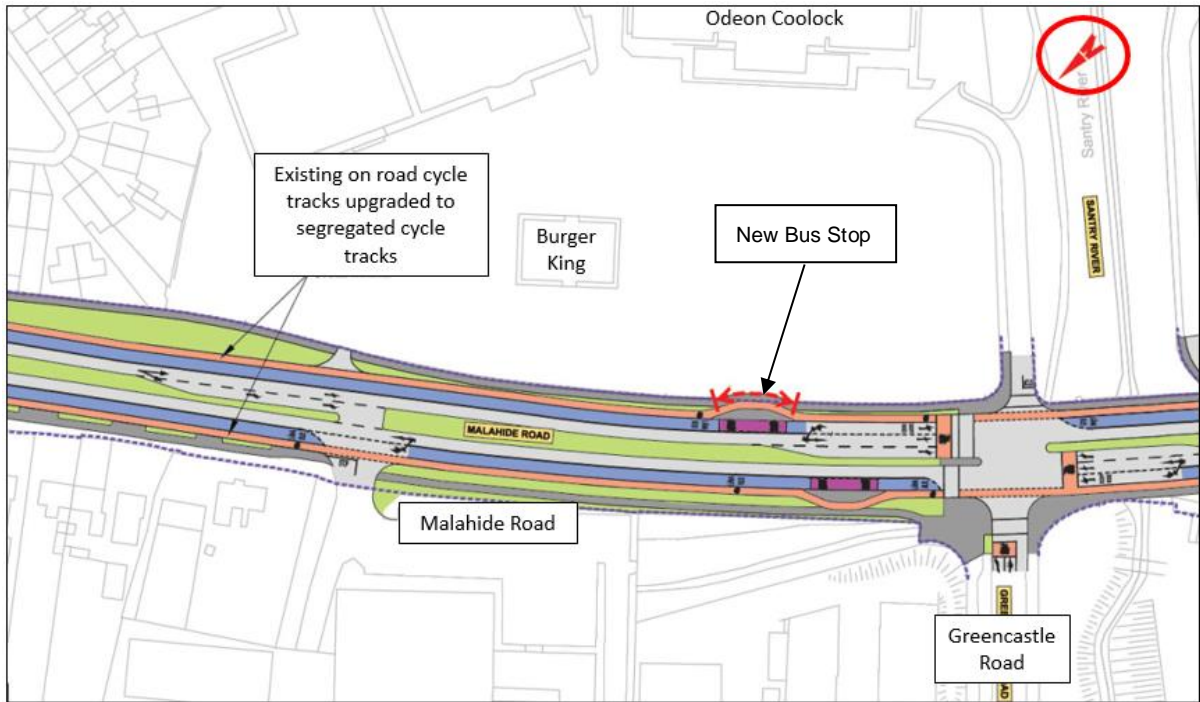 Odeon Coolock
Santry River
SANTRY RIVER
Existing on road cycle
tracks upgraded to
segregated cycle
tracks
Burger
King
New Bus Stop
MALAHIDE ROAD
Malahide Road
Greencastle
Road